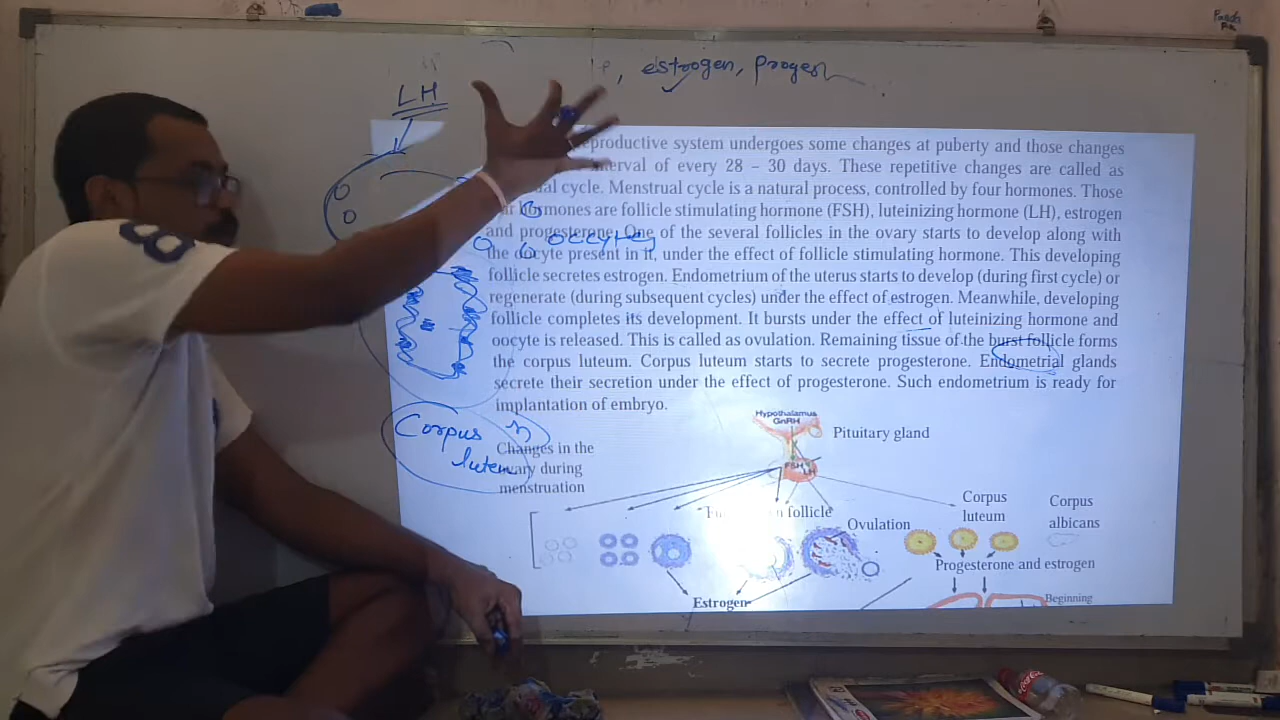 estrogen, proges
LH
reproductive system undergoes some changes at puberty and those changes
interval of every 28 – 30 days. These repetitive changes are called as
cycle. Menstrual cycle is a natural process, controlled by four hormones. Those
hormones are follicle stimulating hormone (FSH), luteinizing hormone (LH), estrogen
and progesterone. One of the several follicles in the ovary starts to develop along with
oocytes
the oocyte present in it, under the effect of follicle stimulating hormone. This developing
follicle secretes estrogen. Endometrium of the uterus starts to develop (during first cycle) or
regenerate (during subsequent cycles) under the effect of estrogen. Meanwhile, developing
follicle completes its development. It bursts under the effect of luteinizing hormone and
oocyte is released. This is called as ovulation. Remaining tissue of the burst follicle forms
the corpus luteum. Corpus luteum starts to secrete progesterone. Endometrial glands
secrete their secretion under the effect of progesterone. Such endometrium is ready for
implantation of embryo.
Corpus
luteum
Hypothalamus
GnRH
Pituitary gland
Changes in the
ovary during
menstruation
FSH LH
follicle
Ovulation
Corpus
luteum
Corpus
albicans
Progesterone and estrogen
Estrogen
Beginning